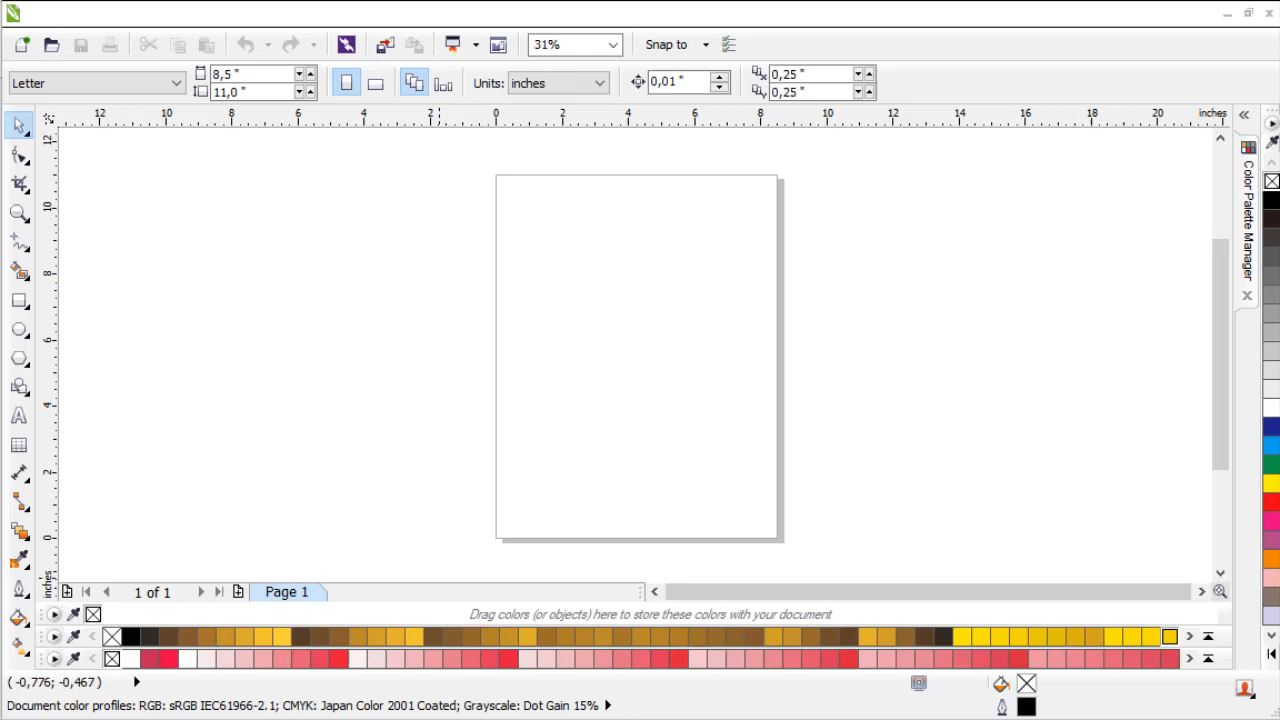 31%
Snap to
Letter
8,5 "
11,0 "
Units:
inches
0,01 "
0,25 "
0,25 "
12 10 8 6 4 2 0 2 4 6 8 10 12 14 16 18 20 inches
12
10
8
6
4
2
0
inches
Color Palette Manager
1 of 1
Page 1
Drag colors (or objects) here to store these colors with your document
( -0,776; -0,467 )
Document color profiles: RGB: sRGB IEC61966-2.1; CMYK: Japan Color 2001 Coated; Grayscale: Dot Gain 15%